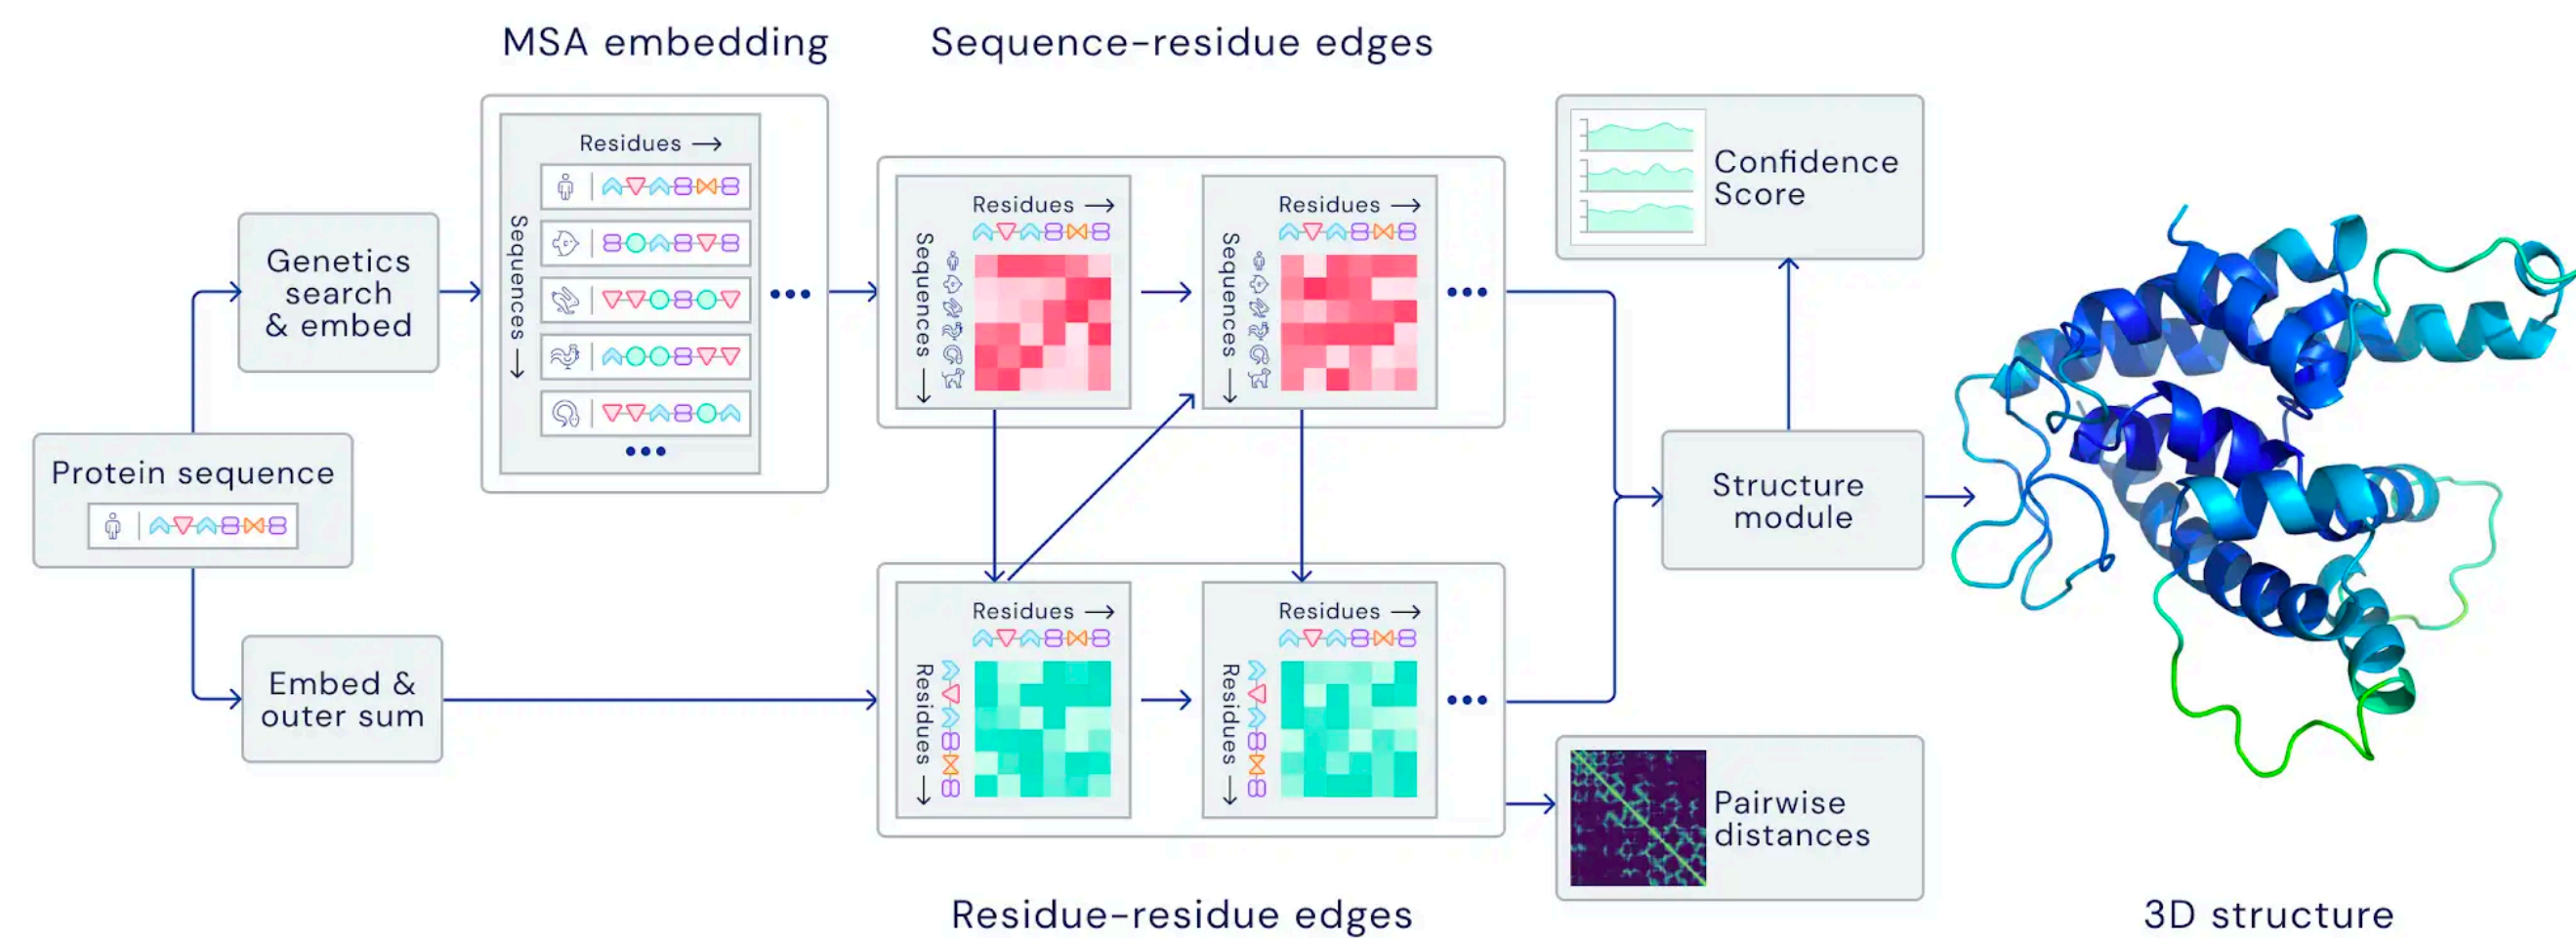 MSA embedding
Sequence-residue edges
Residues →
Sequences →
Genetics
search
& embed
Protein sequence
Embed &
outer sum
Residues →
Sequences →
Residues →
Sequences →
Residues →
Residues →
Residues →
Residues →
Confidence
Score
Structure
module
Pairwise
distances
Residue-residue edges
3D structure